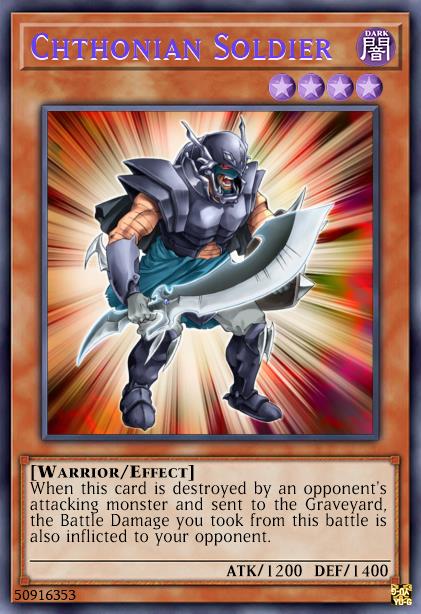 Chthonian Soldier
DARK
闇
[Warrior/Effect]
When this card is destroyed by an opponent's
attacking monster and sent to the Graveyard,
the Battle Damage you took from this battle is
also inflicted to your opponent.
ATK/1200 DEF/1400
50916353